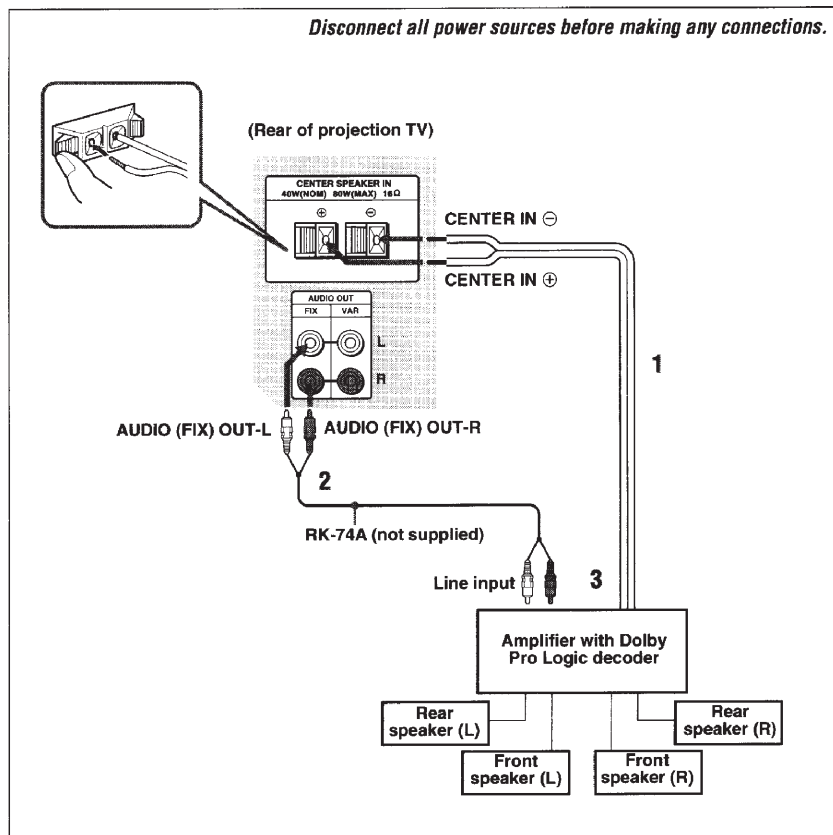 Disconnect all power sources before making any connections.
(Rear of projection TV)
CENTER SPEAKER IN
40W(NOM) 80W(MAX) 16Ω
⊕ ⊖
CENTER IN ⊖
CENTER IN ⊕
AUDIO OUT
FIX VAR
L
R
1
AUDIO (FIX) OUT-L
AUDIO (FIX) OUT-R
2
RK-74A (not supplied)
Line input
3
Amplifier with Dolby
Pro Logic decoder
Rear
speaker (L)
Rear
speaker (R)
Front
speaker (L)
Front
speaker (R)